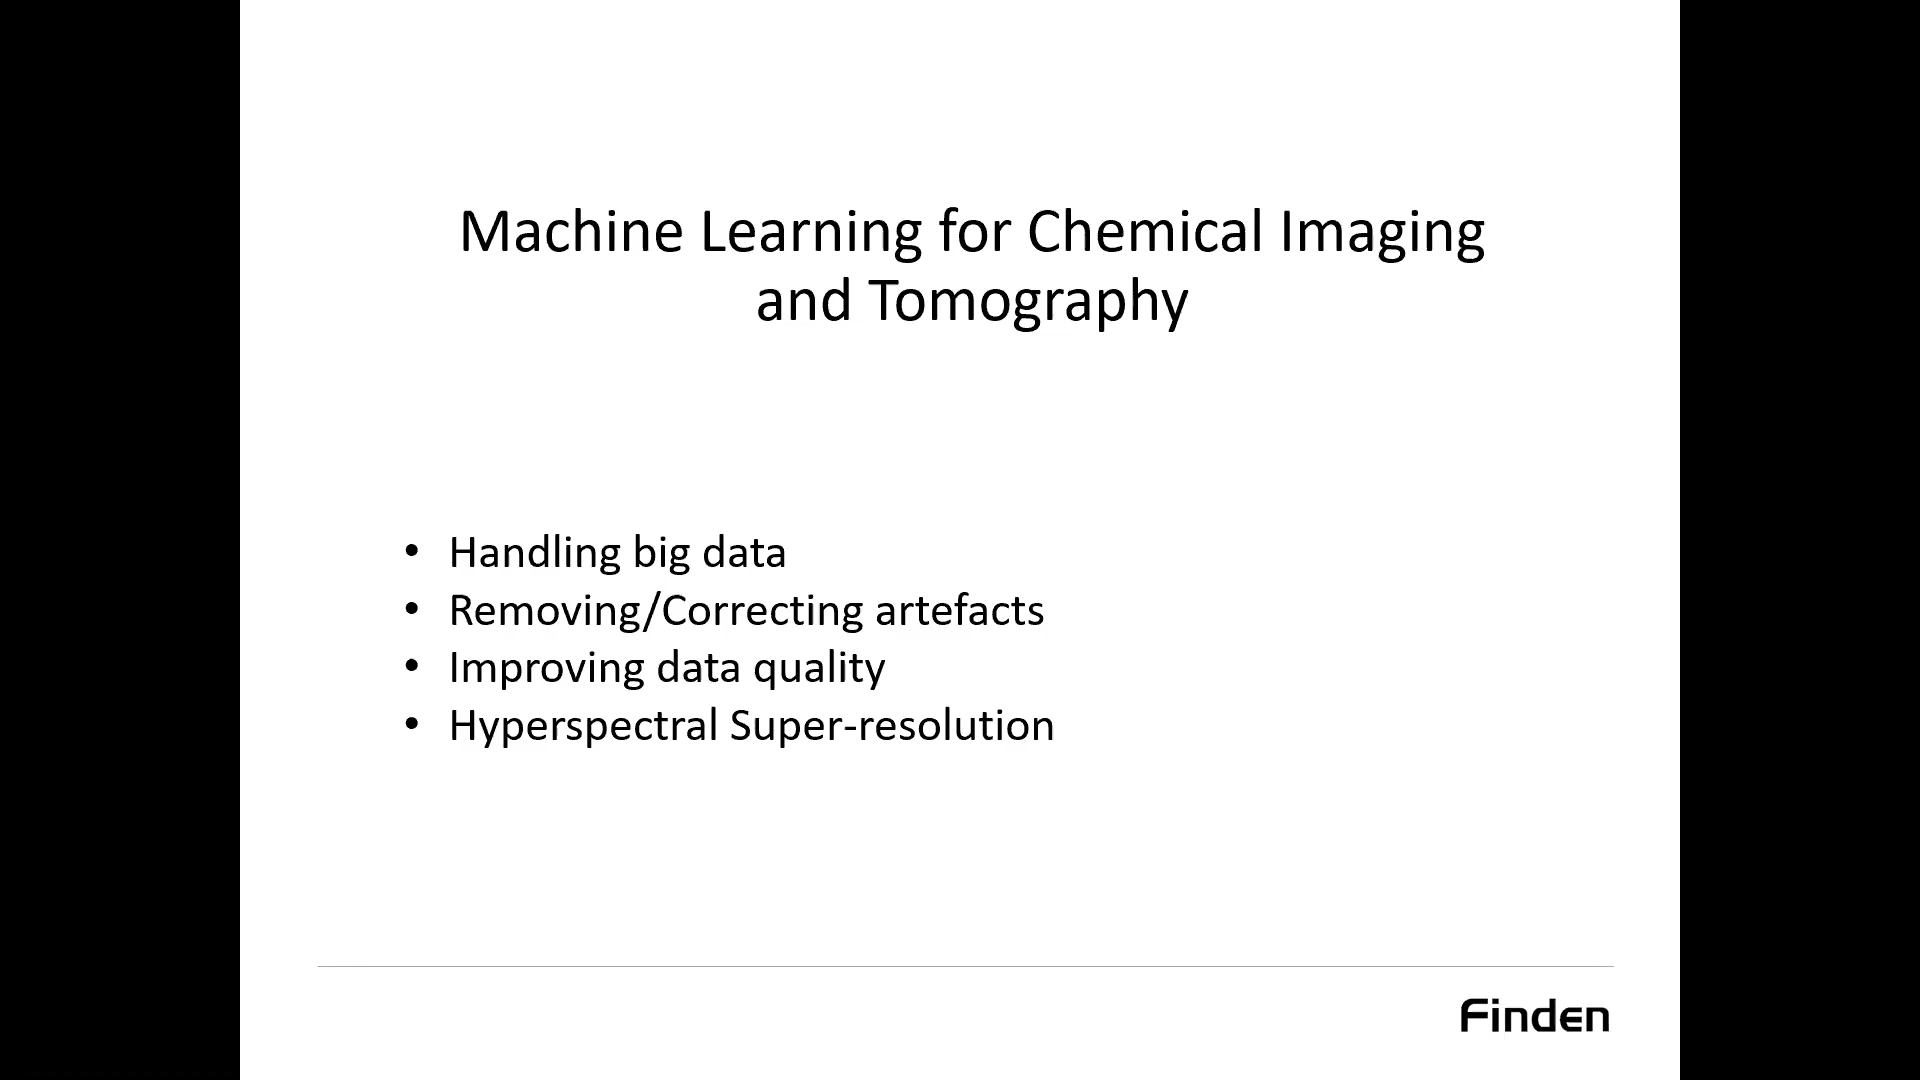 Machine Learning for Chemical Imaging
and Tomography
• Handling big data
• Removing/Correcting artefacts
• Improving data quality
• Hyperspectral Super-resolution
Finden